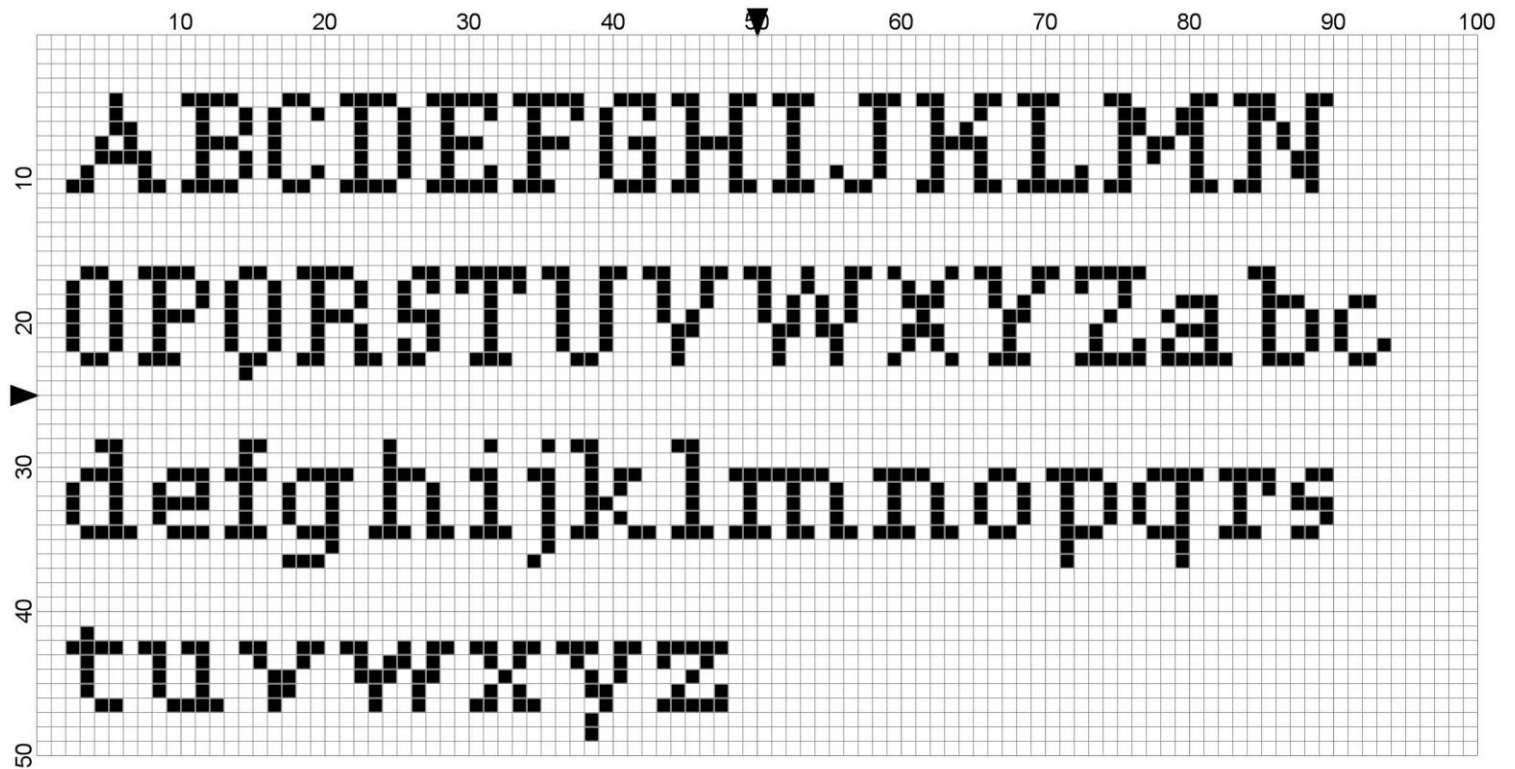 10 20 30 40 50 60 70 80 90 100
ABCDEFGHIJKLMN
10
OPQRSTUVWXYZabc
20
defghijklmnopqrs
30
40
tuvwxyz
50